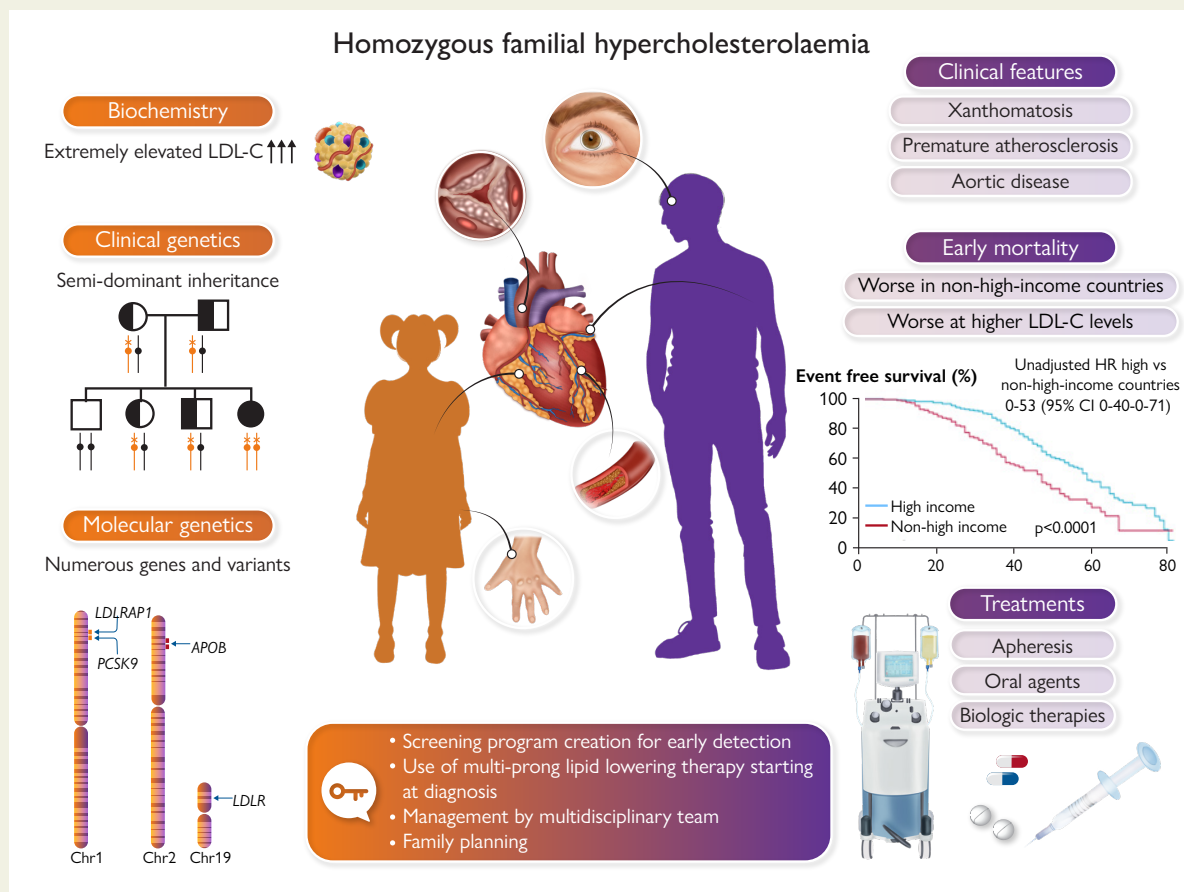 Homozygous familial hypercholesterolaemia
Biochemistry
Extremely elevated LDL-C ↑↑↑
Clinical genetics
Semi-dominant inheritance
Molecular genetics
Numerous genes and variants
LDLRAP1
PCSK9
APOB
LDLR
Chr1
Chr2
Chr19
• Screening program creation for early detection
• Use of multi-prong lipid lowering therapy starting
at diagnosis
• Management by multidisciplinary team
• Family planning
Clinical features
Xanthomatosis
Premature atherosclerosis
Aortic disease
Early mortality
Worse in non-high-income countries
Worse at higher LDL-C levels
Event free survival (%)
Unadjusted HR high vs
non-high-income countries
0-53 (95% CI 0-40-0-71)
100
80
60
40
20
0
High income
Non-high income
p<0.0001
0
20
40
60
80
Treatments
Apheresis
Oral agents
Biologic therapies